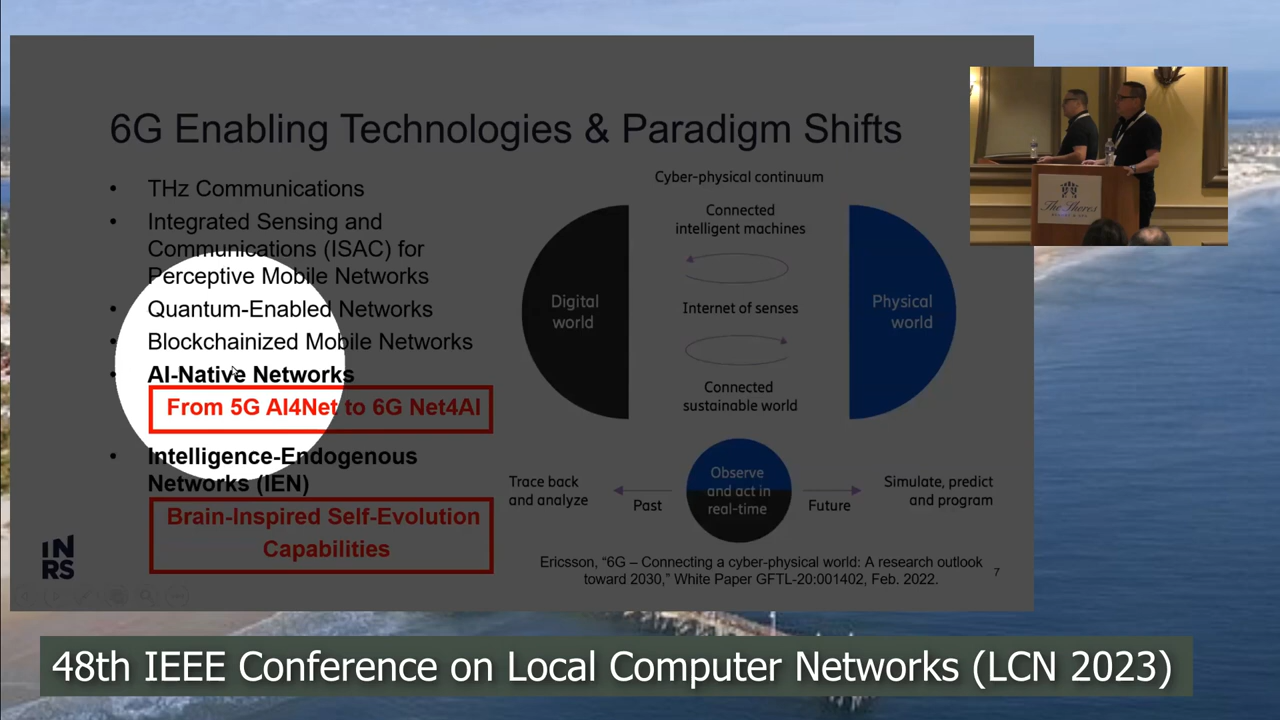 6G Enabling Technologies & Paradigm Shifts
• THz Communications
• Integrated Sensing and
Communications (ISAC) for
Perceptive Mobile Networks
• Quantum-Enabled Networks
• Blockchainized Mobile Networks
• AI-Native Networks
From 5G AI4Net to 6G Net4AI
• Intelligence-Endogenous
Networks (IEN)
Brain-Inspired Self-Evolution
Capabilities
Cyber-physical continuum
Connected
intelligent machines
Digital
world
Internet of senses
Physical
world
Connected
sustainable world
Trace back
and analyze
Past
Observe
and act in
real-time
Future
Simulate, predict
and program
Ericsson, “6G – Connecting a cyber-physical world: A research outlook
toward 2030,” White Paper GFTL-20:001402, Feb. 2022.
7
IN
RS
The Shores
48th IEEE Conference on Local Computer Networks (LCN 2023)